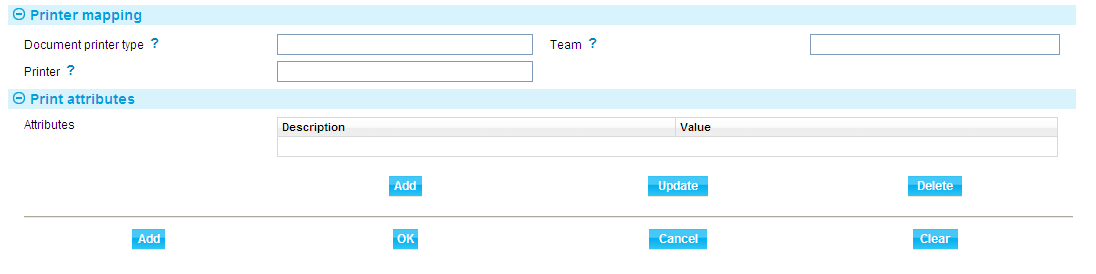 Printer mapping
Document printer type ? Team ?
Printer ?
Print attributes
Attributes Description Value
Add Update Delete
Add OK Cancel Clear